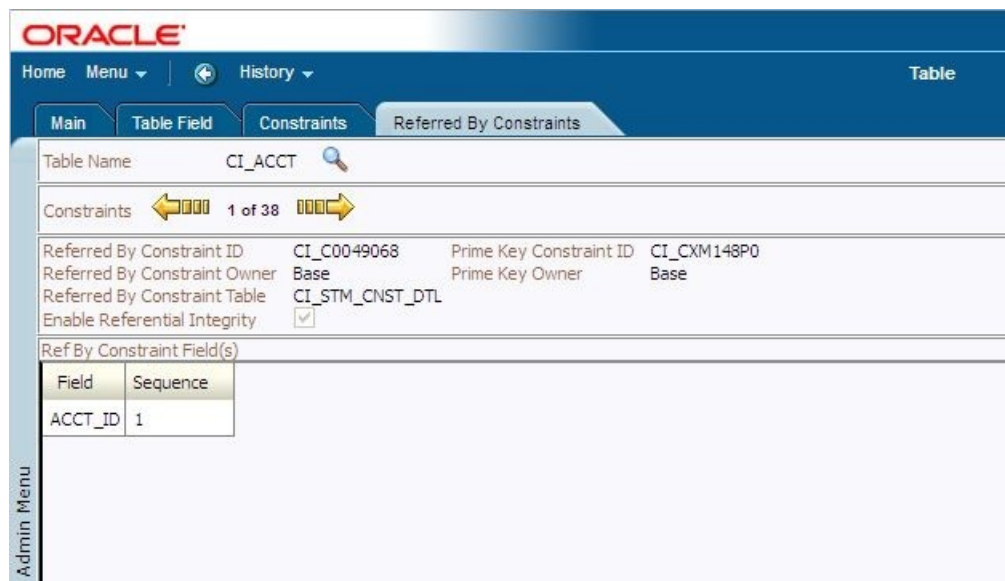 ORACLE
Home Menu History Table
Main Table Field Constraints Referred By Constraints
Table Name CI_ACCT
Constraints 1 of 38
Referred By Constraint ID CI_C0049068 Prime Key Constraint ID CI_CXM148P0
Referred By Constraint Owner Base Prime Key Owner Base
Referred By Constraint Table CI_STM_CNST_DTL
Enable Referential Integrity
Ref By Constraint Field(s)
Field Sequence
ACCT_ID 1
Admin Menu